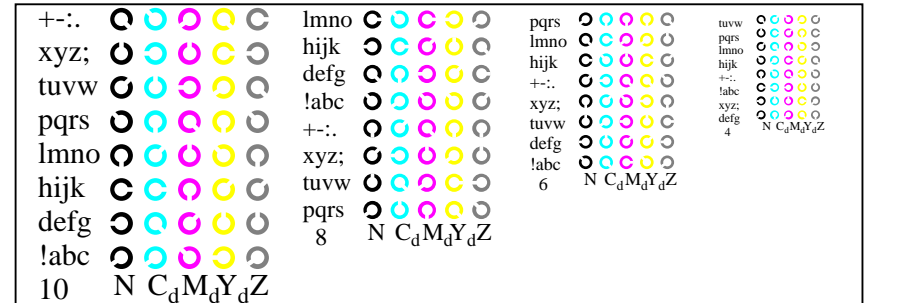 +-:.
xyz;
tuvw
pqrs
lmno
hijk
defg
!abc
10 N CdMdYdZ
lmno
hijk
defg
!abc
+-:.
xyz;
tuvw
pqrs
8 N CdMdYdZ
pqrs
lmno
hijk
+-:.
xyz;
tuvw
defg
!abc
6 N CdMdYdZ
tuvw
pqrs
lmno
hijk
+-:.
!abc
xyz;
defg
4 N CdMdYdZ